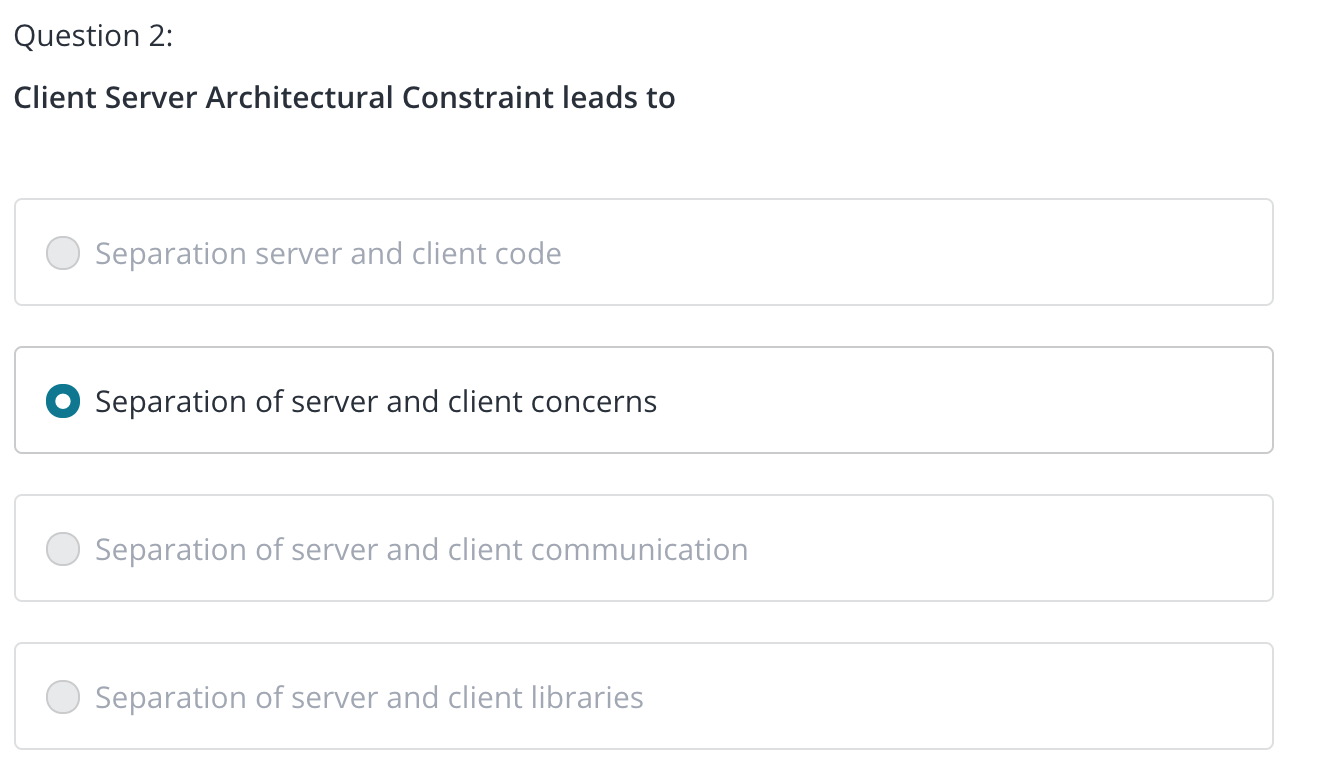 Question 2:
Client Server Architectural Constraint leads to
Separation server and client code
Separation of server and client concerns
Separation of server and client communication
Separation of server and client libraries